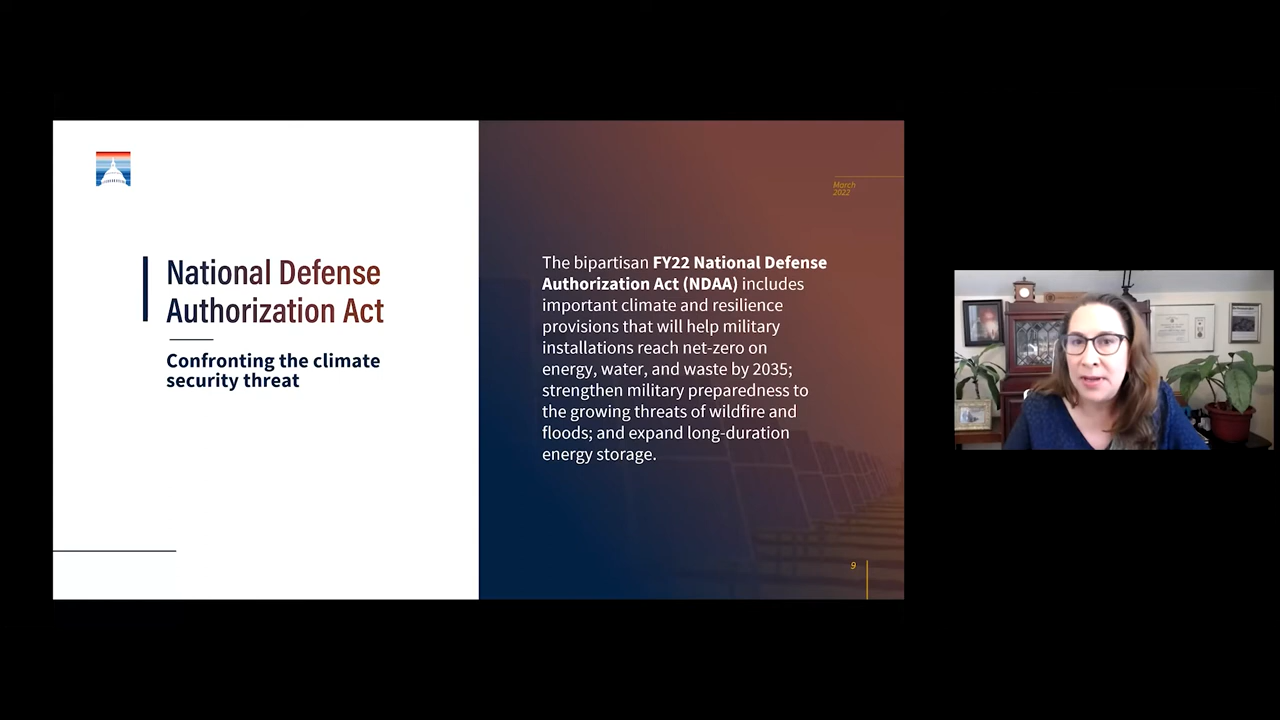 National Defense
Authorization Act
Confronting the climate
security threat
March
2022
The bipartisan FY22 National Defense
Authorization Act (NDAA) includes
important climate and resilience
provisions that will help military
installations reach net-zero on
energy, water, and waste by 2035;
strengthen military preparedness to
the growing threats of wildfire and
floods; and expand long-duration
energy storage.
9